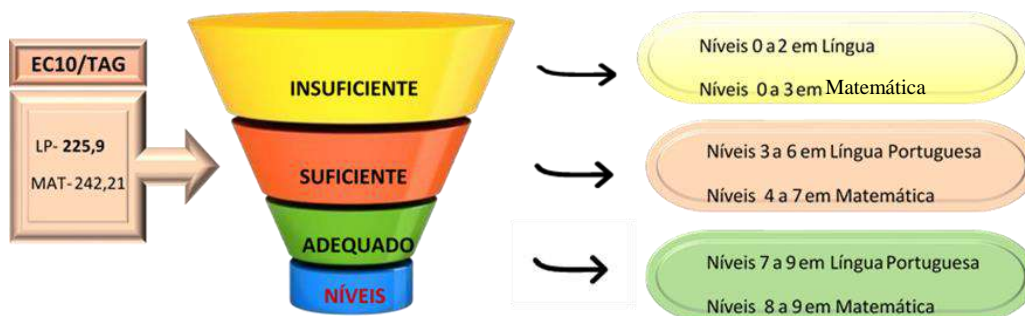 EC10/TAG
LP- 225,9
MAT-242,21
INSUFICIENTE
SUFICIENTE
ADEQUADO
NÍVEIS
Níveis 0 a 2 em Língua
Níveis 0 a 3 em Matemática
Níveis 3 a 6 em Língua Portuguesa
Níveis 4 a 7 em Matemática
Níveis 7 a 9 em Língua Portuguesa
Níveis 8 a 9 em Matemática